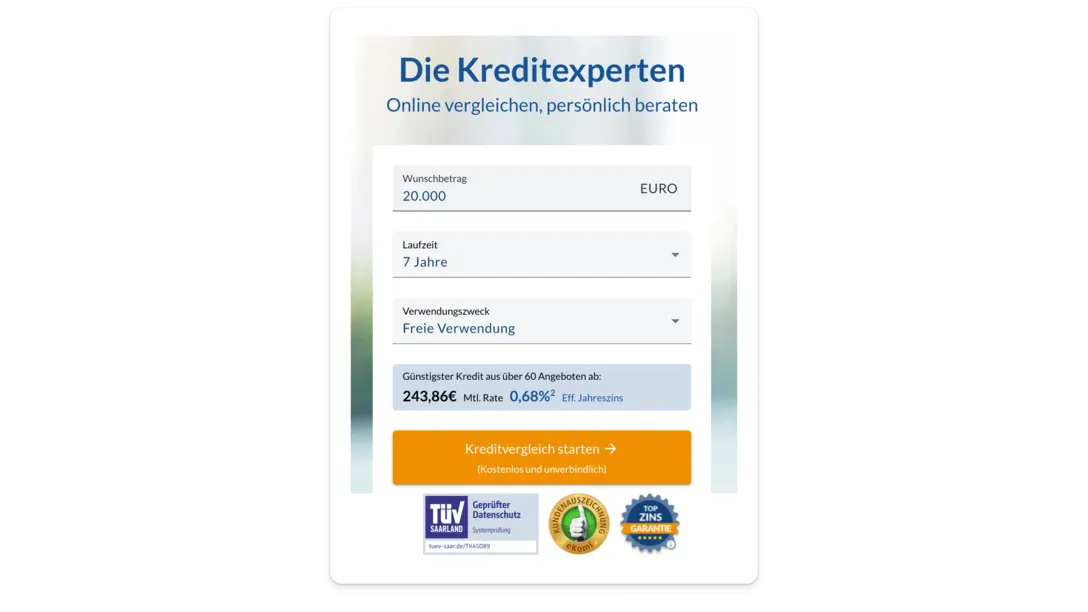 Die Kreditexperten
Online vergleichen, persönlich beraten
Wunschbetrag
20.000
EURO
Laufzeit
7 Jahre
Verwendungszweck
Freie Verwendung
Günstigster Kredit aus über 60 Angeboten ab:
243,86€ Mtl. Rate 0,68%² Eff. Jahreszins
Kreditvergleich starten →
(Kostenlos und unverbindlich)
TÜV
SAARLAND
Geprüfter
Datenschutz
Systemprüfung
tuev-saar.de/TK45089
KUNDENAUSZEICHNUNG
eKomi
TOP
ZINS
GARANTIE
i